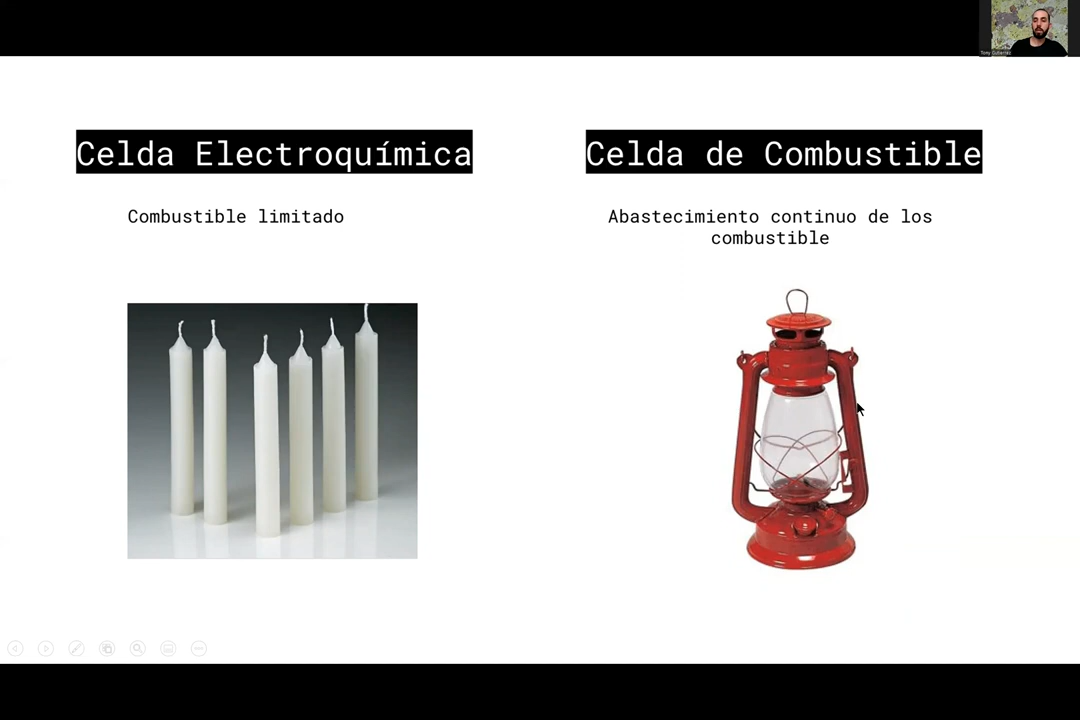 Celda Electroquímica
Combustible limitado
Celda de Combustible
Abastecimiento continuo de los
combustible